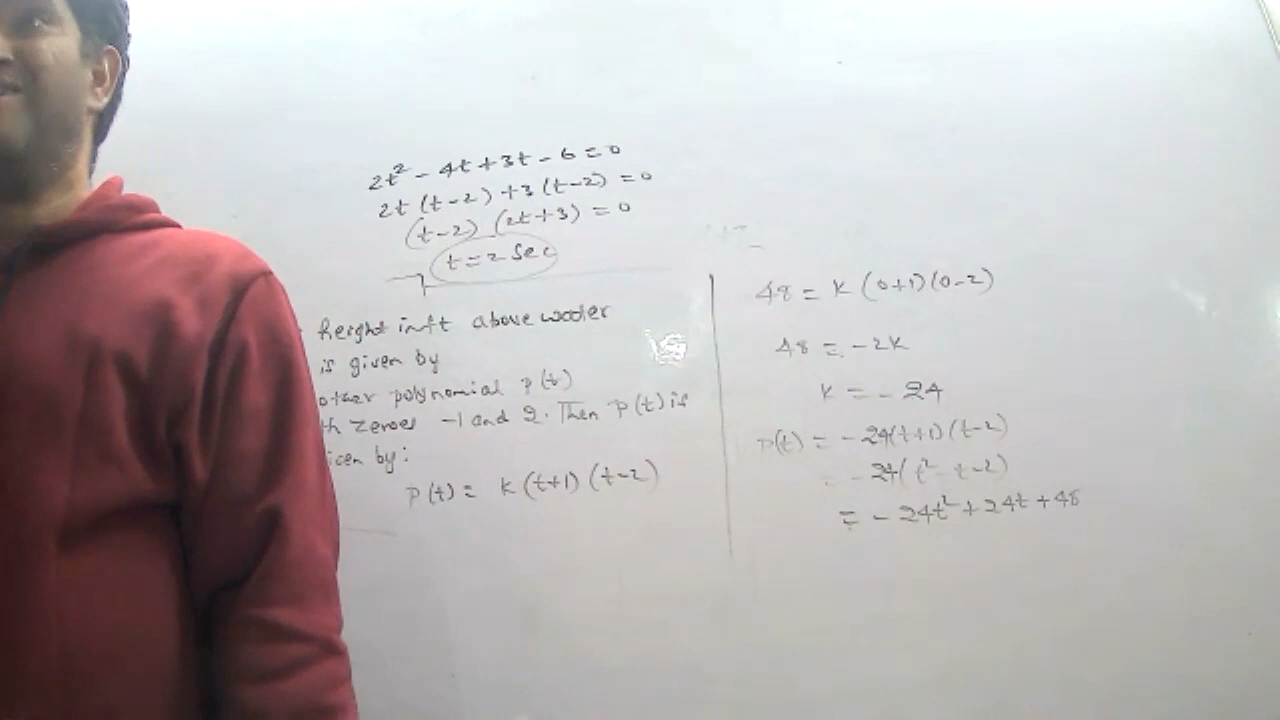 2t² - 4t + 3t - 6 = 0
2t (t-2) + 3 (t-2) = 0
(t-2) (2t+3) = 0
t = 2 Sec
height in ft above wooter
is given by
other polynomial p(t)
th zeroes -1 and 2. Then P(t) is
iven by:
P(t) = K(t+1) (t-2)
48 = K (0+1)(0-2)
48 = -2K
K = - 24
P(t) = - 24(t+1)(t-2)
= - 24(t² - t - 2)
= - 24t² + 24t + 48